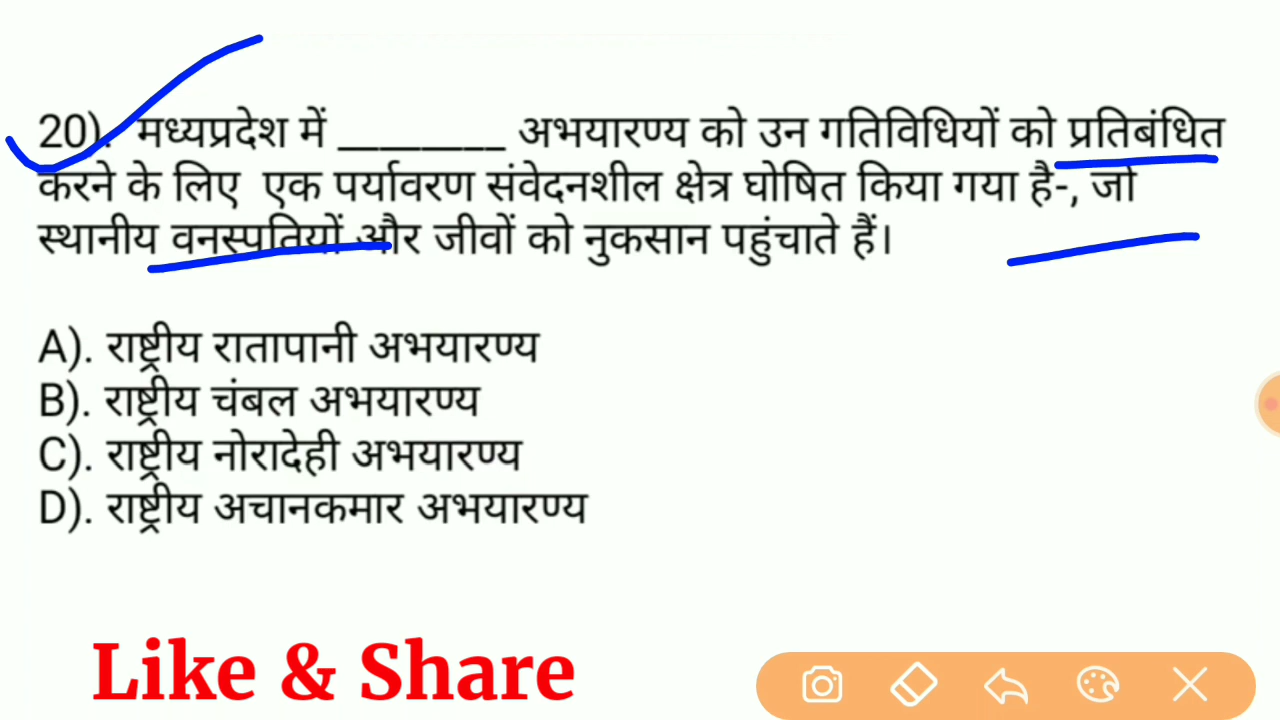 20). मध्यप्रदेश में ________ अभयारण्य को उन गतिविधियों को प्रतिबंधित
करने के लिए एक पर्यावरण संवेदनशील क्षेत्र घोषित किया गया है-, जो
स्थानीय वनस्पतियों और जीवों को नुकसान पहुंचाते हैं।
A). राष्ट्रीय रातापानी अभयारण्य
B). राष्ट्रीय चंबल अभयारण्य
C). राष्ट्रीय नोरादेही अभयारण्य
D). राष्ट्रीय अचानकमार अभयारण्य
Like & Share